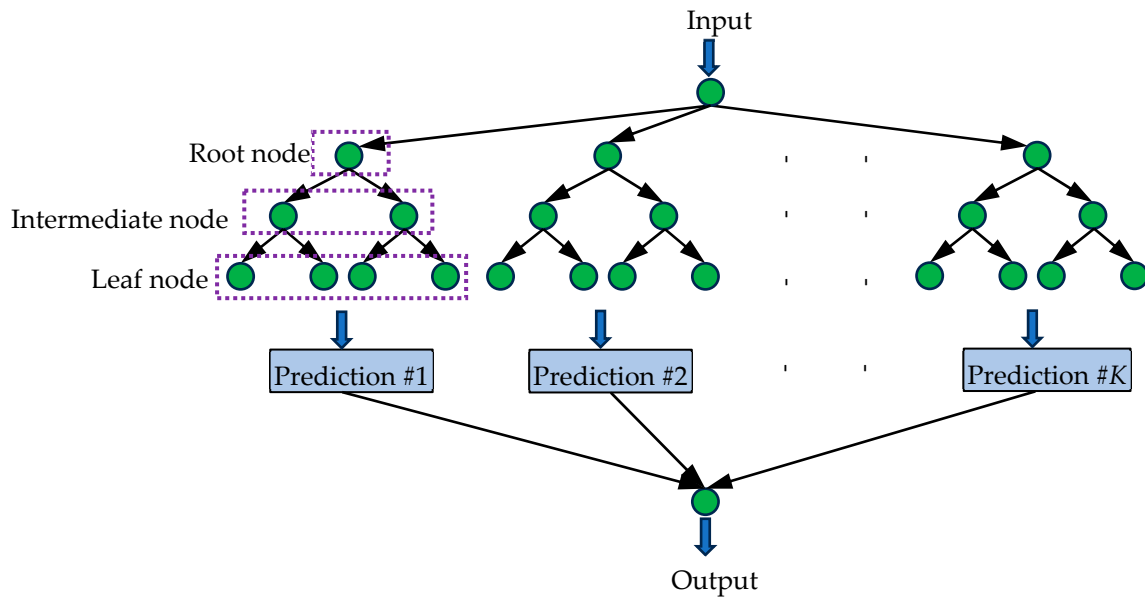 Input
Root node
Intermediate node
Leaf node
Prediction #1
Prediction #2
Prediction #K
Output